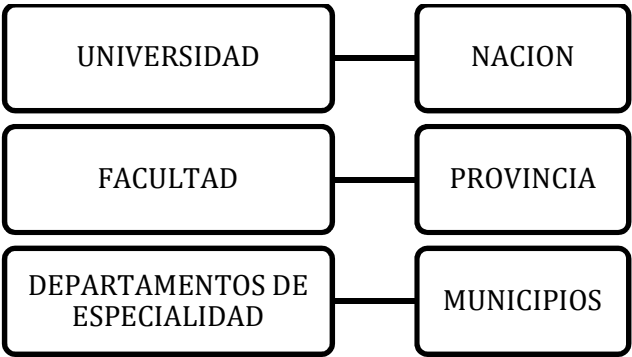 UNIVERSIDAD
NACION
FACULTAD
PROVINCIA
DEPARTAMENTOS DE
ESPECIALIDAD
MUNICIPIOS